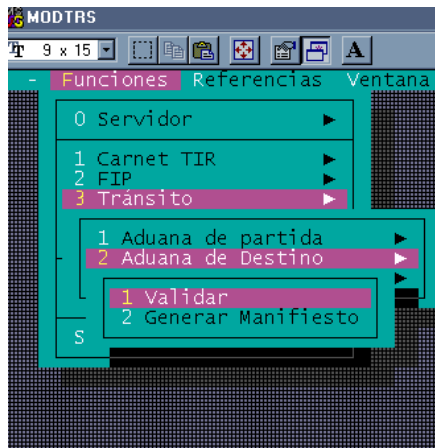 MODTRS
Tr 9 x 15 A
- Funciones Referencias Ventana
0 Servidor
1 Carnet TIR
2 FIP
3 Tránsito
1 Aduana de partida
2 Aduana de Destino
1 Validar
2 Generar Manifiesto
S